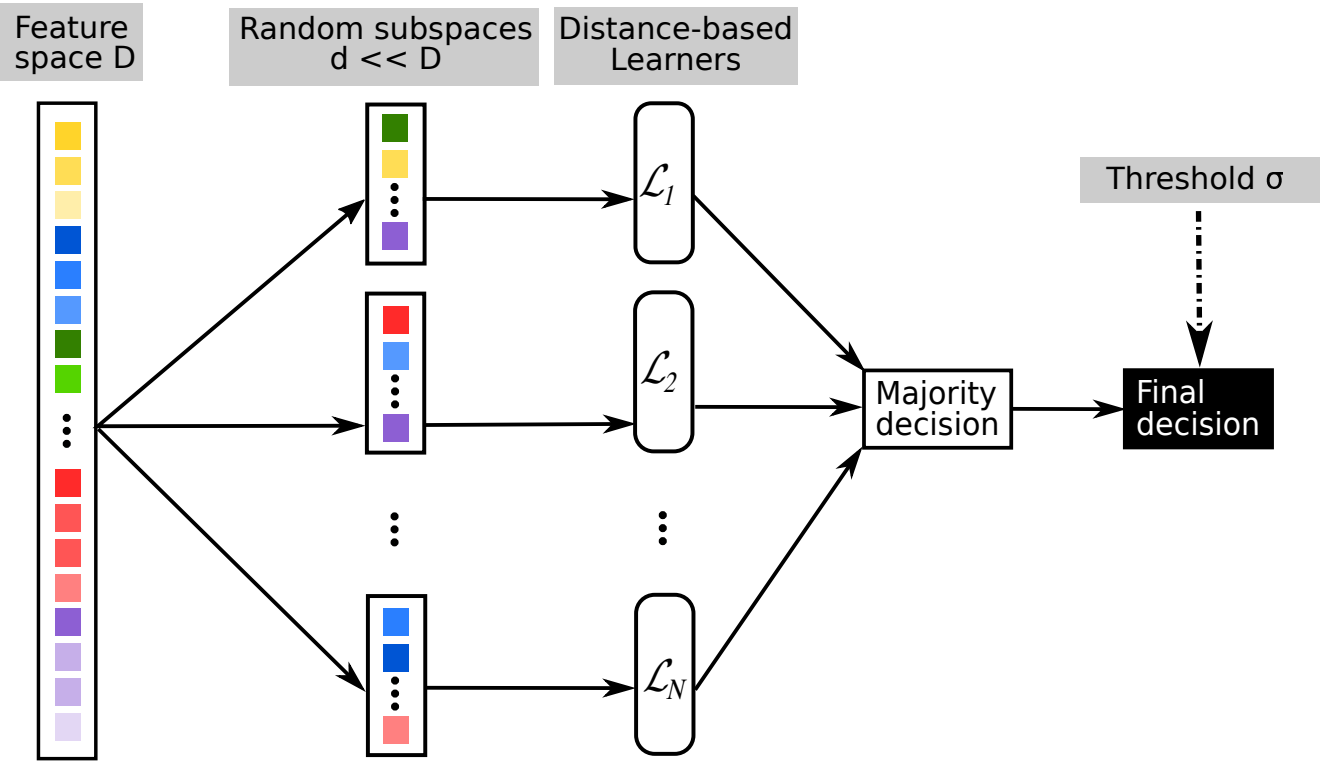 Feature
space D
Random subspaces
d << D
Distance-based
Learners
ℒ1
ℒ2
ℒN
Majority
decision
Threshold σ
Final
decision